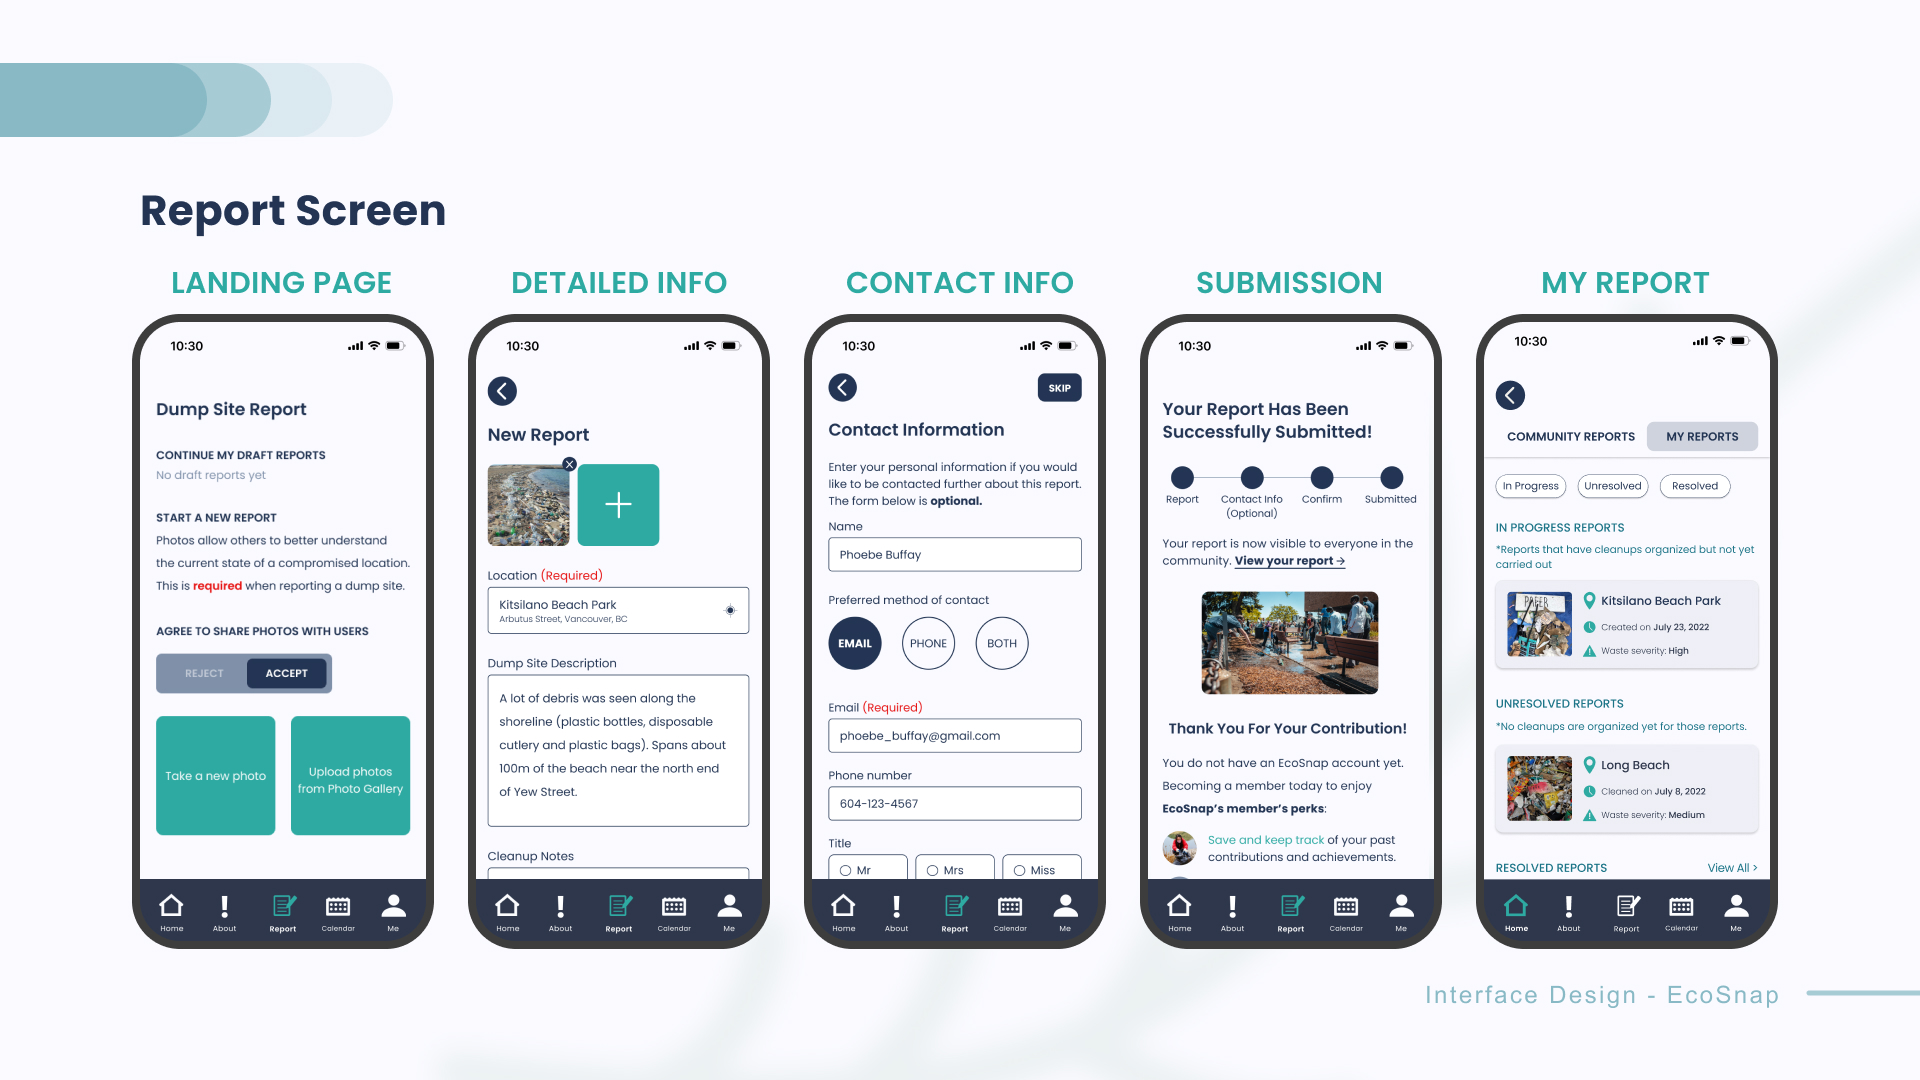 Report Screen
LANDING PAGE
10:30
Dump Site Report
CONTINUE MY DRAFT REPORTS
No draft reports yet
START A NEW REPORT
Photos allow others to better understand
the current state of a compromised location.
This is required when reporting a dump site.
AGREE TO SHARE PHOTOS WITH USERS
REJECT ACCEPT
Take a new photo
Upload photos
from Photo Gallery
Home About Report Calendar Me
DETAILED INFO
10:30
New Report
Location (Required)
Kitsilano Beach Park
Arbutus Street, Vancouver, BC
Dump Site Description
A lot of debris was seen along the
shoreline (plastic bottles, disposable
cutlery and plastic bags). Spans about
100m of the beach near the north end
of Yew Street.
Cleanup Notes
Home About Report Calendar Me
CONTACT INFO
10:30
SKIP
Contact Information
Enter your personal information if you would
like to be contacted further about this report.
The form below is optional.
Name
Phoebe Buffay
Preferred method of contact
EMAIL PHONE BOTH
Email (Required)
phoebe_buffay@gmail.com
Phone number
604-123-4567
Title
Mr Mrs Miss
Home About Report Calendar Me
SUBMISSION
10:30
Your Report Has Been
Successfully Submitted!
Report Contact Info Confirm Submitted
(Optional)
Your report is now visible to everyone in the
community. View your report →
Thank You For Your Contribution!
You do not have an EcoSnap account yet.
Becoming a member today to enjoy
EcoSnap's member's perks:
Save and keep track of your past
contributions and achievements.
Home About Report Calendar Me
MY REPORT
10:30
COMMUNITY REPORTS MY REPORTS
In Progress Unresolved Resolved
IN PROGRESS REPORTS
*Reports that have cleanups organized but not yet
carried out
Kitsilano Beach Park
Created on July 23, 2022
Waste severity: High
UNRESOLVED REPORTS
*No cleanups are organized yet for those reports.
Long Beach
Cleaned on July 8, 2022
Waste severity: Medium
RESOLVED REPORTS View All >
Home About Report Calendar Me
Interface Design - EcoSnap